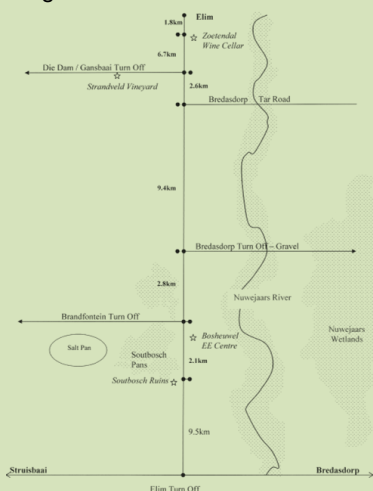 Elim
1.8km
Zoetendal
Wine Cellar
6.7km
Die Dam / Gansbaai Turn Off
Strandveld Vineyard
2.6km
Bredasdorp Tar Road
9.4km
Bredasdorp Turn Off – Gravel
2.8km
Nuwejaars River
Brandfontein Turn Off
Nuwejaars
Wetlands
Bosheuwel
EE Centre
Salt Pan
Soutbosch
Pans
2.1km
Soutbosch Ruins
9.5km
Struisbaai
Bredasdorp
Elim Turn Off